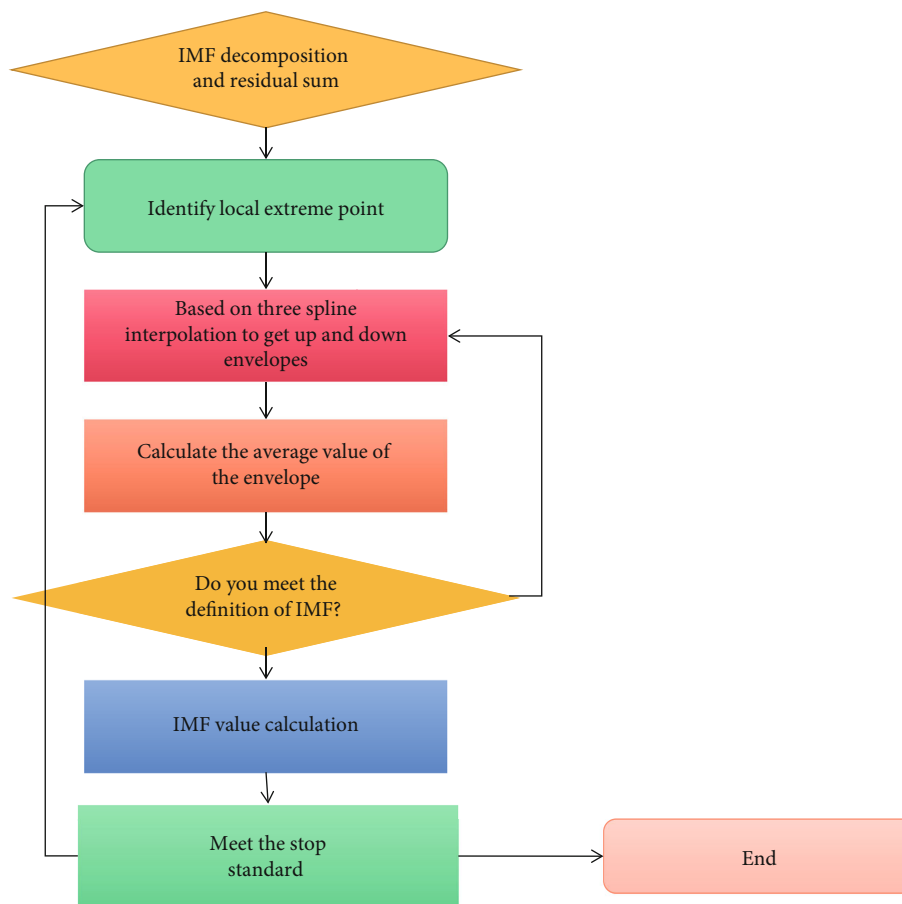 IMF decomposition
and residual sum
Identify local extreme point
Based on three spline
interpolation to get up and down
envelopes
Calculate the average value of
the envelope
Do you meet the
definition of IMF?
IMF value calculation
Meet the stop
standard
End